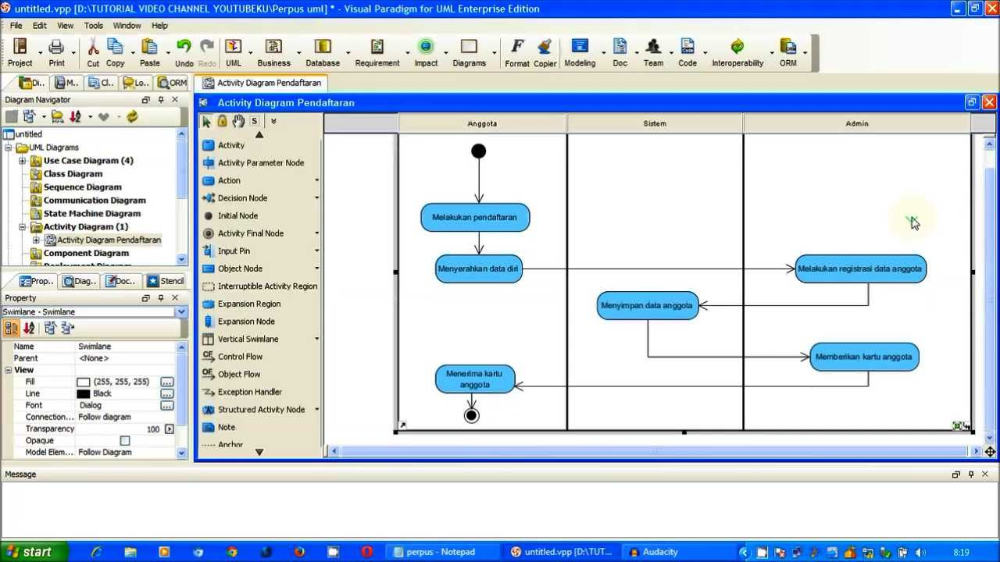 untitled.vpp [D:\TUTORIAL VIDEO CHANNEL YOUTUBEKU\Perpus uml] * - Visual Paradigm for UML Enterprise Edition
File Edit View Tools Window Help
Project Print Cut Copy Paste Undo Redo UML Business Database Requirement Impact Diagrams Format Copier Modeling Doc Team Code Interoperability ORM
Di.. M.. Cl.. Lo.. ORM
Activity Diagram Pendaftaran
Diagram Navigator
untitled
UML Diagrams
Use Case Diagram (4)
Class Diagram
Sequence Diagram
Communication Diagram
State Machine Diagram
Activity Diagram (1)
Activity Diagram Pendaftaran
Component Diagram
Prop.. Diag.. Doc.. Stencil
Property
Swimlane - Swimlane
Name Swimlane
Parent <None>
View
Fill (255, 255, 255)
Line Black
Font Dialog
Connection... Follow diagram
Transparency 100
Opaque
Model Elem... Follow Diagram
Activity Diagram Pendaftaran
S
Activity
Activity Parameter Node
Action
Decision Node
Initial Node
Activity Final Node
Input Pin
Object Node
Interruptible Activity Region
Expansion Region
Expansion Node
Vertical Swimlane
Control Flow
Object Flow
Exception Handler
Structured Activity Node
Note
Anchor
Anggota Sistem Admin
Melakukan pendaftaran
Menyerahkan data diri
Melakukan registrasi data anggota
Menyimpan data anggota
Memberikan kartu anggota
Menerima kartu
anggota
Message
start
perpus - Notepad
untitled.vpp [D:\TUT...
Audacity
8:19